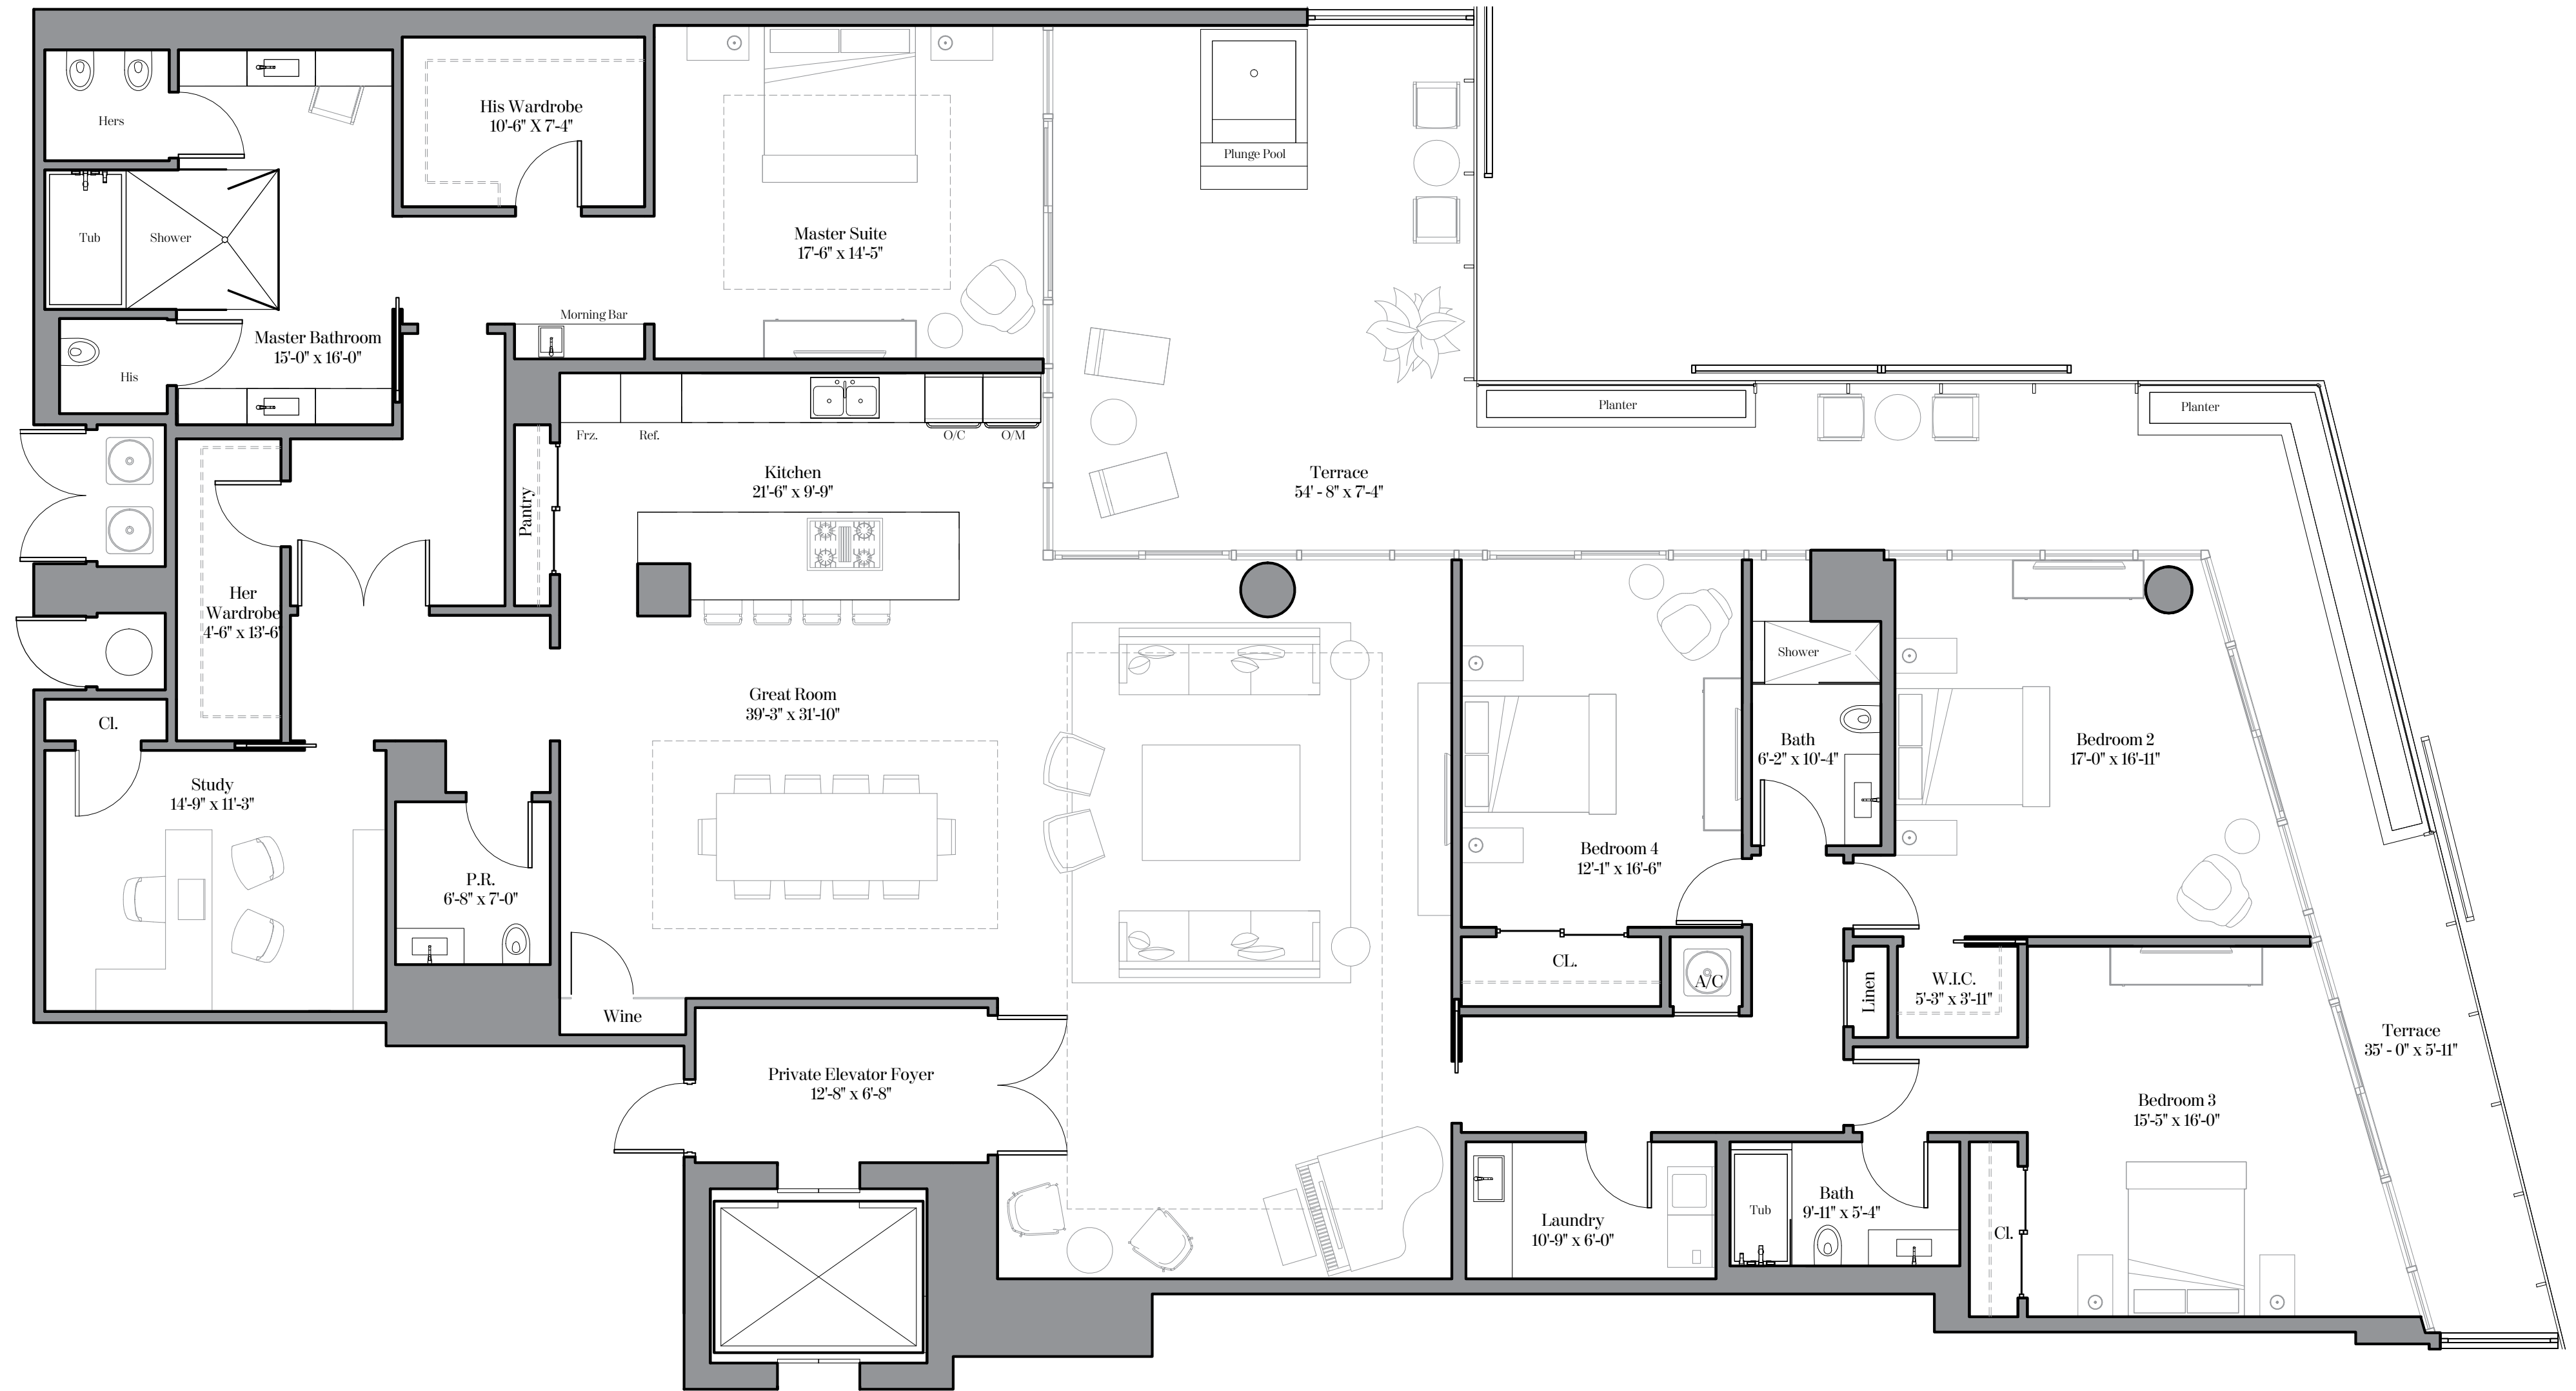 Hers
His Wardrobe
10'-6" X 7'-4"
Plunge Pool
Tub
Shower
Master Suite
17'-6" x 14'-5"
Morning Bar
Master Bathroom
15'-0" x 16'-0"
His
Frz.
Ref.
O/C
O/M
Planter
Planter
Kitchen
21'-6" x 9'-9"
Terrace
54' - 8" x 7'-4"
Pantry
Her
Wardrobe
4'-6" x 13'-6"
Shower
Great Room
39'-3" x 31'-10"
Cl.
Bath
6'-2" x 10'-4"
Bedroom 2
17'-0" x 16'-11"
Study
14'-9" x 11'-3"
Bedroom 4
12'-1" x 16'-6"
P.R.
6'-8" x 7'-0"
CL.
A/C
Linen
W.I.C.
5'-3" x 3'-11"
Wine
Terrace
35' - 0" x 5'-11"
Private Elevator Foyer
12'-8" x 6'-8"
Bedroom 3
15'-5" x 16'-0"
Laundry
10'-9" x 6'-0"
Tub
Bath
9'-11" x 5'-4"
Cl.